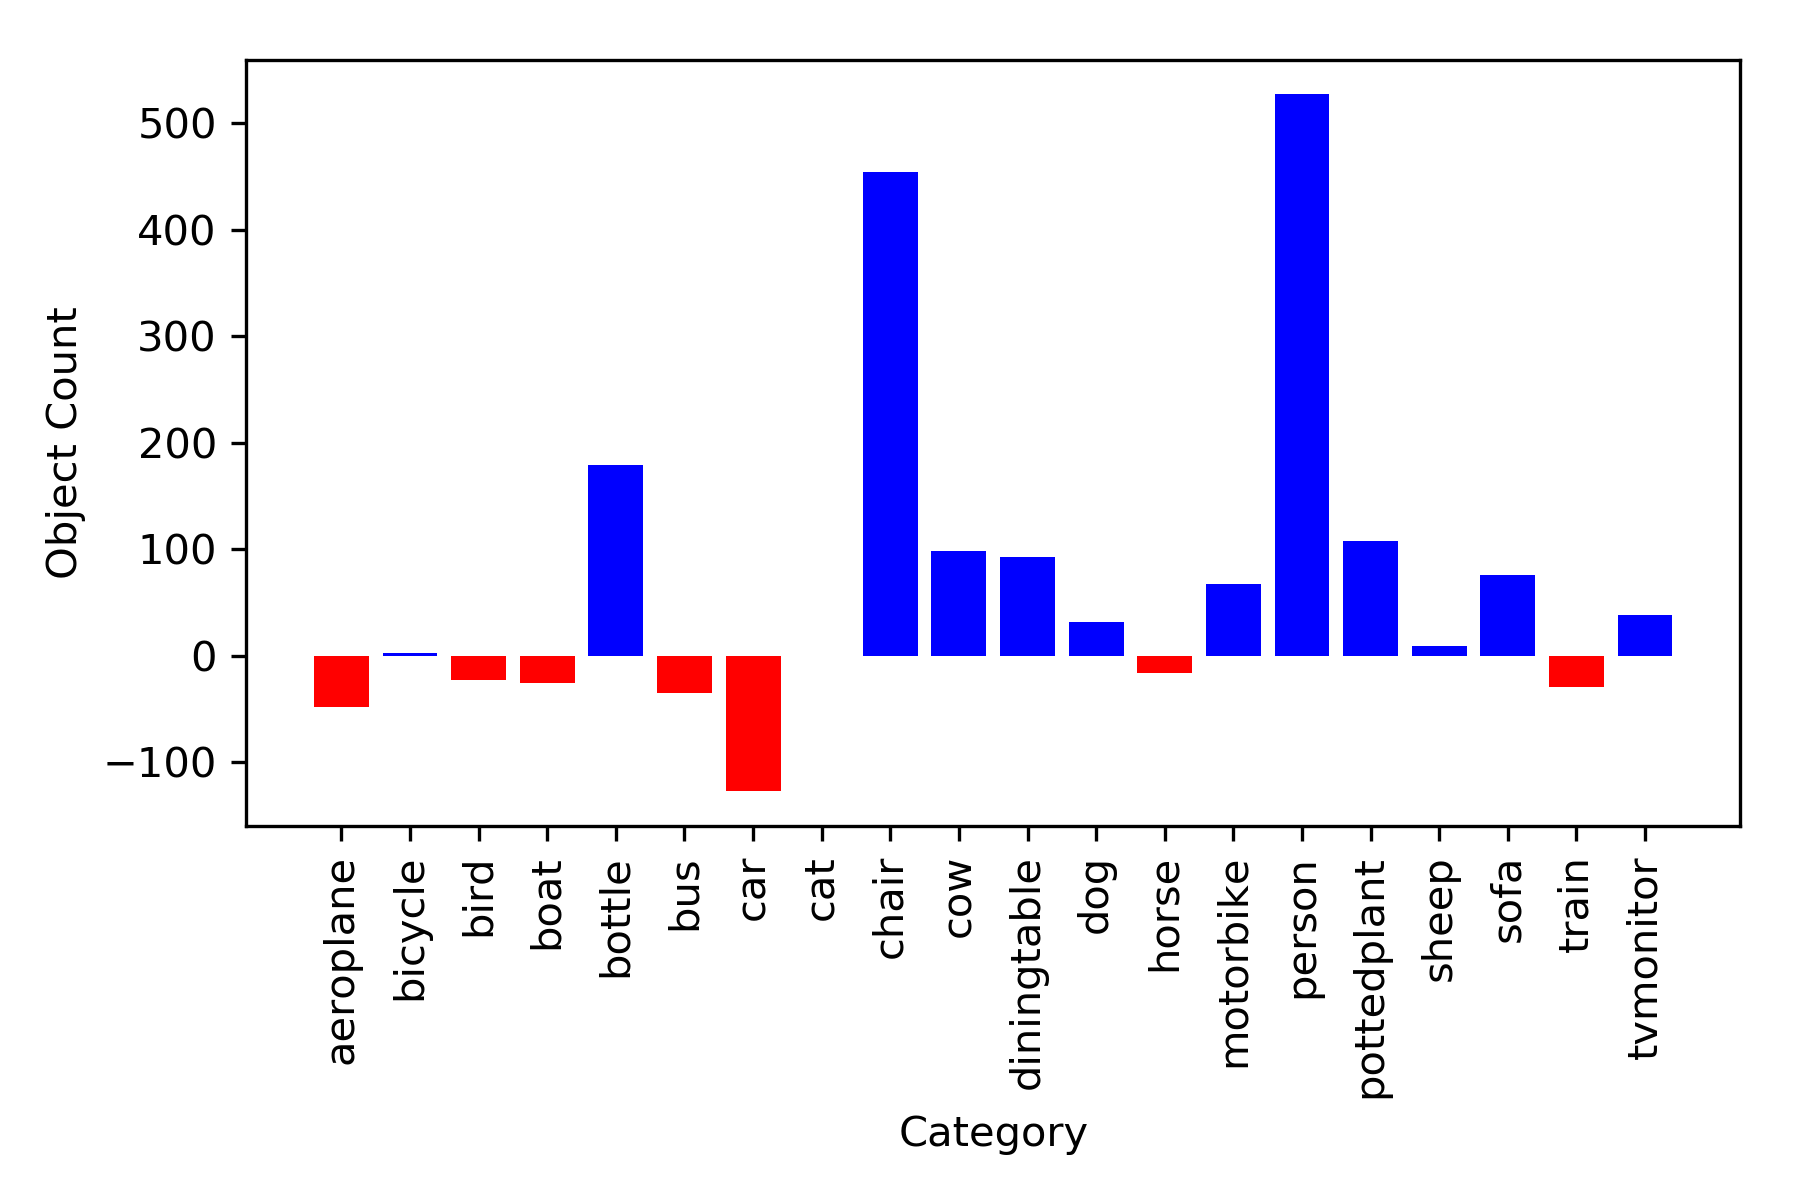 Object Count
500
400
300
200
100
0
−100
aeroplane
bicycle
bird
boat
bottle
bus
car
cat
chair
cow
diningtable
dog
horse
motorbike
person
pottedplant
sheep
sofa
train
tvmonitor
Category